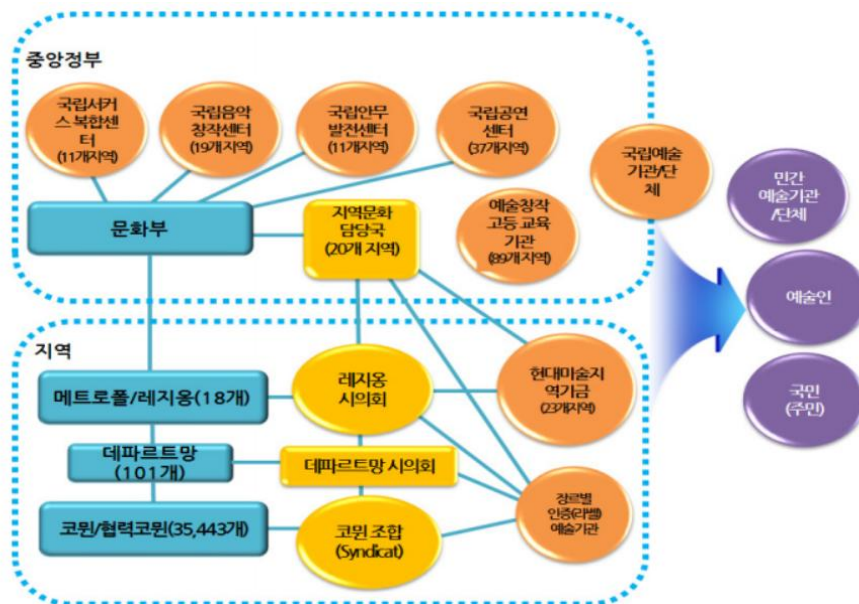 중앙정부
국립서커
스 복합센
터
(11개지역)
국립음악
창작센터
(19개 지역)
국립안무
발전센터
(11개지역)
국립공연
센터
(37개지역)
국립예술
기관/단
체
민간
예술기관
/단체
문화부
지역문화
담당국
(20개 지역)
예술창작
고등 교육
기관
(89개지역)
예술인
지역
메트로폴/레지옹(18개)
레지옹
시의회
현대미술지
역기금
(23개지역)
국민
(주민)
데파르트망
(101개)
데파르트망 시의회
코뮌/협력코뮌(35,443개)
코뮌 조합
(Syndicat)
장르별
인증(라벨)
예술기관